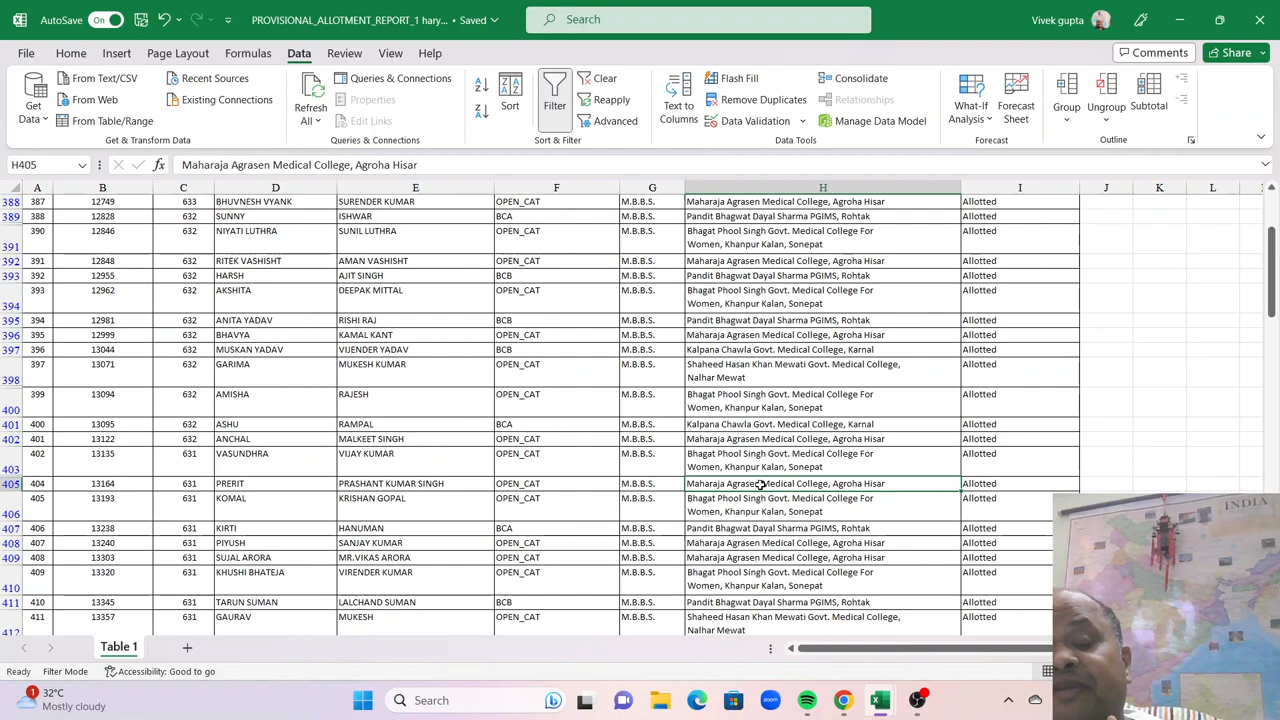 AutoSave On PROVISIONAL_ALLOTMENT_REPORT_1 hary... • Saved Search Vivek gupta
File Home Insert Page Layout Formulas Data Review View Help Comments Share
Get Data From Text/CSV From Web From Table/Range Recent Sources Existing Connections
Refresh All Queries & Connections Properties Edit Links
Sort Filter Clear Reapply Advanced
Text to Columns Flash Fill Remove Duplicates Data Validation Consolidate Relationships Manage Data Model
What-If Analysis Forecast Sheet Group Ungroup Subtotal
Get & Transform Data Queries & Connections Sort & Filter Data Tools Forecast Outline
H405 fx Maharaja Agrasen Medical College, Agroha Hisar
A B C D E F G H I J K L
388 387 12749 633 BHUVNESH VYANK SURENDER KUMAR OPEN_CAT M.B.B.S. Maharaja Agrasen Medical College, Agroha Hisar Allotted
389 388 12828 632 SUNNY ISHWAR BCA M.B.B.S. Pandit Bhagwat Dayal Sharma PGIMS, Rohtak Allotted
390 12846 632 NIYATI LUTHRA SUNIL LUTHRA OPEN_CAT M.B.B.S. Bhagat Phool Singh Govt. Medical College For Allotted
391 Women, Khanpur Kalan, Sonepat
392 391 12848 632 RITEK VASHISHT AMAN VASHISHT OPEN_CAT M.B.B.S. Maharaja Agrasen Medical College, Agroha Hisar Allotted
393 392 12955 632 HARSH AJIT SINGH BCB M.B.B.S. Pandit Bhagwat Dayal Sharma PGIMS, Rohtak Allotted
393 12962 632 AKSHITA DEEPAK MITTAL OPEN_CAT M.B.B.S. Bhagat Phool Singh Govt. Medical College For Allotted
394 Women, Khanpur Kalan, Sonepat
395 394 12981 632 ANITA YADAV RISHI RAJ BCB M.B.B.S. Pandit Bhagwat Dayal Sharma PGIMS, Rohtak Allotted
396 395 12999 632 BHAVYA KAMAL KANT OPEN_CAT M.B.B.S. Maharaja Agrasen Medical College, Agroha Hisar Allotted
397 396 13044 632 MUSKAN YADAV VIJENDER YADAV BCB M.B.B.S. Kalpana Chawla Govt. Medical College, Karnal Allotted
397 13071 632 GARIMA MUKESH KUMAR OPEN_CAT M.B.B.S. Shaheed Hasan Khan Mewati Govt. Medical College, Allotted
398 Nalhar Mewat
399 13094 632 AMISHA RAJESH OPEN_CAT M.B.B.S. Bhagat Phool Singh Govt. Medical College For Allotted
400 Women, Khanpur Kalan, Sonepat
401 400 13095 632 ASHU RAMPAL BCA M.B.B.S. Kalpana Chawla Govt. Medical College, Karnal Allotted
402 401 13122 632 ANCHAL MALKEET SINGH OPEN_CAT M.B.B.S. Maharaja Agrasen Medical College, Agroha Hisar Allotted
402 13135 632 VASUNDHRA VIJAY KUMAR OPEN_CAT M.B.B.S. Bhagat Phool Singh Govt. Medical College For Allotted
403 Women, Khanpur Kalan, Sonepat
405 404 13164 631 PRERIT PRASHANT KUMAR SINGH OPEN_CAT M.B.B.S. Maharaja Agrasen Medical College, Agroha Hisar Allotted
405 13193 631 KOMAL KRISHAN GOPAL OPEN_CAT M.B.B.S. Bhagat Phool Singh Govt. Medical College For Allotted
406 Women, Khanpur Kalan, Sonepat
407 406 13238 631 KIRTI HANUMAN BCA M.B.B.S. Pandit Bhagwat Dayal Sharma PGIMS, Rohtak Allotted
408 407 13240 631 PIYUSH SANJAY KUMAR OPEN_CAT M.B.B.S. Maharaja Agrasen Medical College, Agroha Hisar Allotted
409 408 13303 631 SUJAL ARORA MR.VIKAS ARORA OPEN_CAT M.B.B.S. Maharaja Agrasen Medical College, Agroha Hisar Allotted
409 13320 631 KHUSHI BHATEJA VIRENDER KUMAR OPEN_CAT M.B.B.S. Bhagat Phool Singh Govt. Medical College For Allotted
410 Women, Khanpur Kalan, Sonepat
411 410 13345 631 TARUN SUMAN LALCHAND SUMAN BCB M.B.B.S. Pandit Bhagwat Dayal Sharma PGIMS, Rohtak Allotted
411 13357 631 GAURAV MUKESH OPEN_CAT M.B.B.S. Shaheed Hasan Khan Mewati Govt. Medical College, Allotted
412 Nalhar Mewat
INDIA
Table 1
Ready Filter Mode Accessibility: Good to go
1 32°C Search zoom
Mostly cloudy